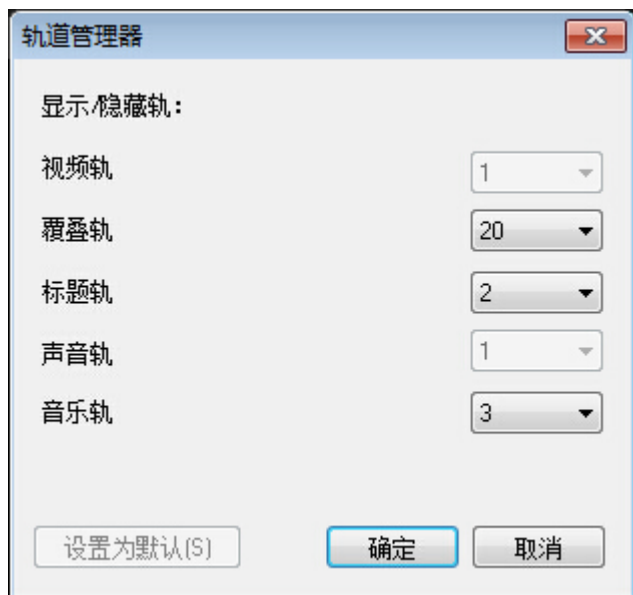 轨道管理器
显示/隐藏轨:
视频轨 1
覆叠轨 20
标题轨 2
声音轨 1
音乐轨 3
设置为默认(S) 确定 取消